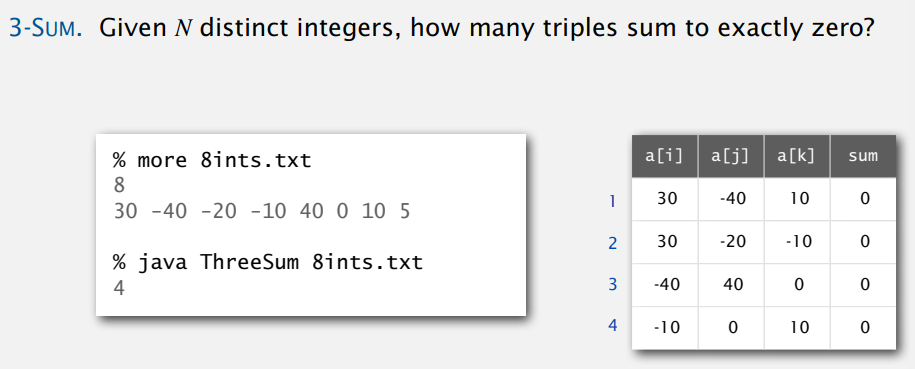 3-SUM. Given N distinct integers, how many triples sum to exactly zero?
% more 8ints.txt
8
30 -40 -20 -10 40 0 10 5
% java ThreeSum 8ints.txt
4
a[i] a[j] a[k] sum
1 30 -40 10 0
2 30 -20 -10 0
3 -40 40 0 0
4 -10 0 10 0